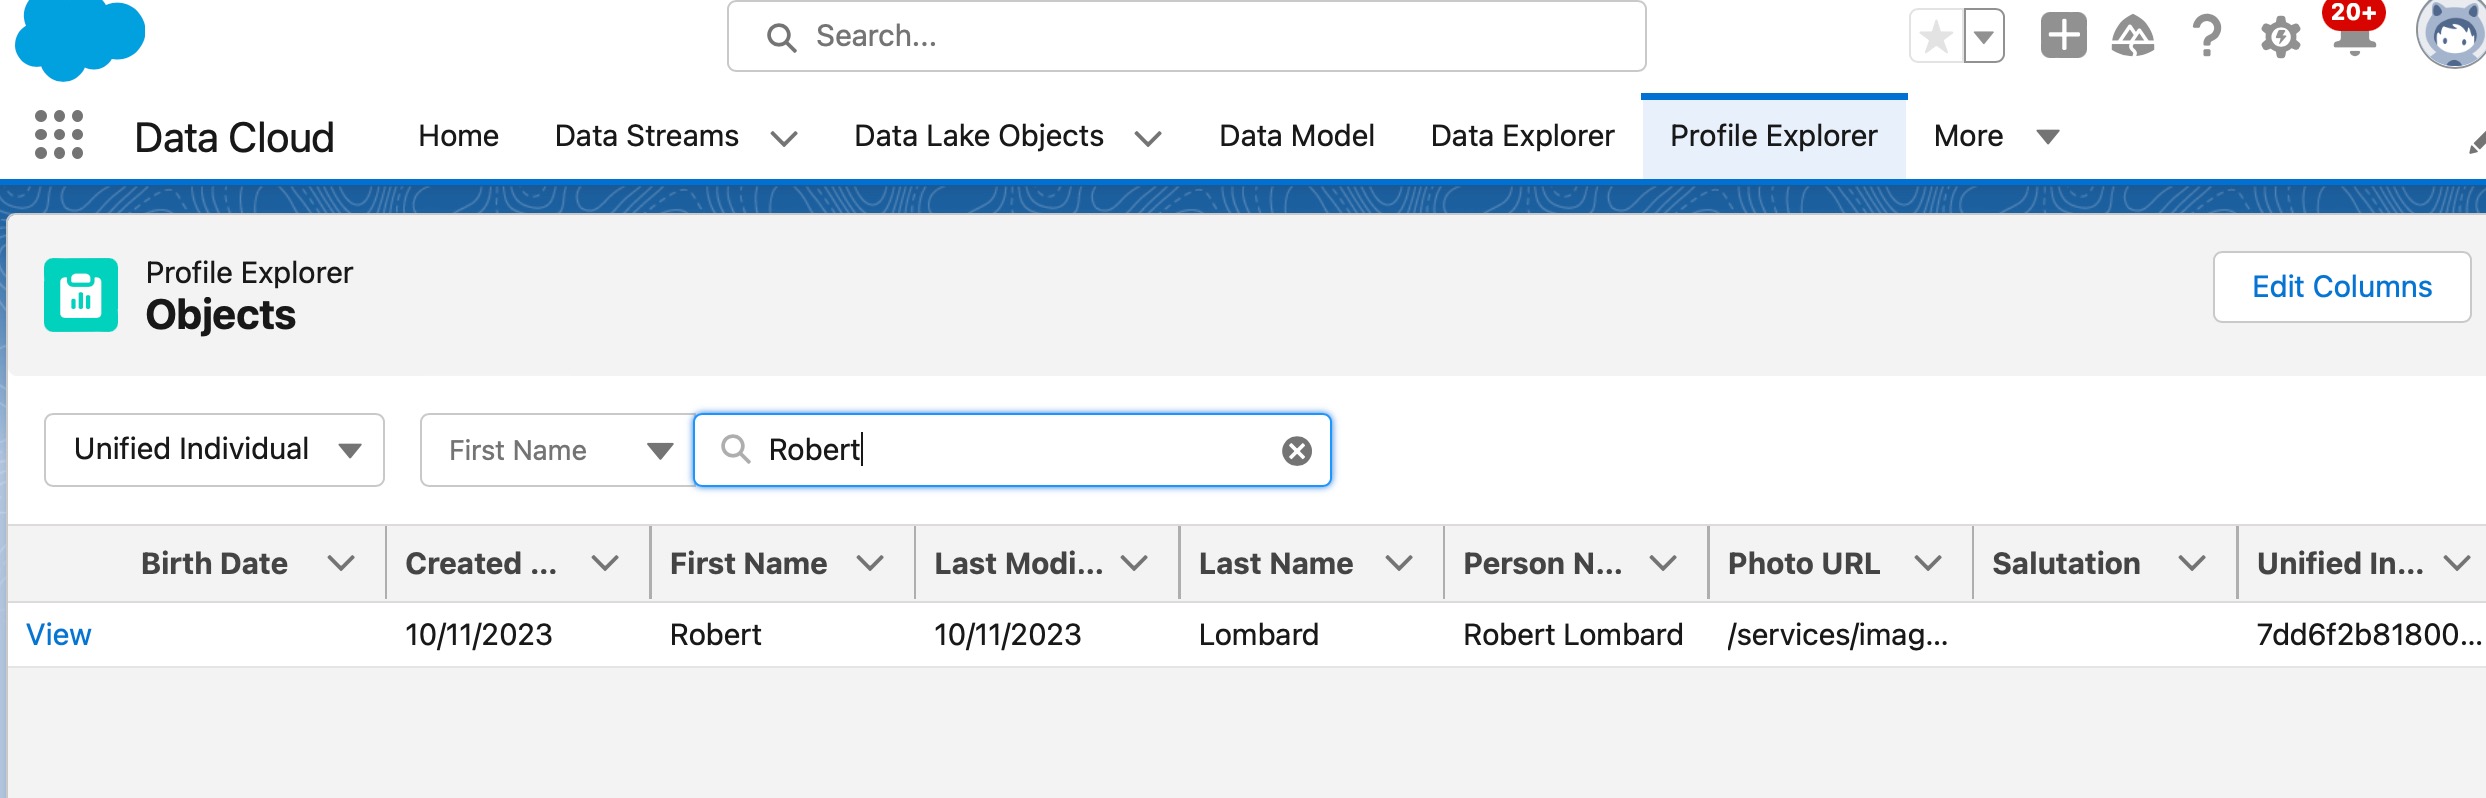 Search...
20+
Data Cloud Home Data Streams Data Lake Objects Data Model Data Explorer Profile Explorer More
Profile Explorer
Objects
Edit Columns
Unified Individual First Name Robert
Birth Date Created ... First Name Last Modi... Last Name Person N... Photo URL Salutation Unified In...
View 10/11/2023 Robert 10/11/2023 Lombard Robert Lombard /services/imag... 7dd6f2b81800...